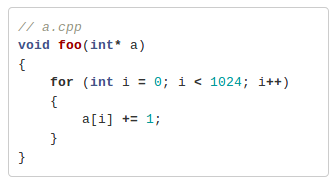 // a.cpp
void foo(int* a)
{
    for (int i = 0; i < 1024; i++)
    {
        a[i] += 1;
    }
}